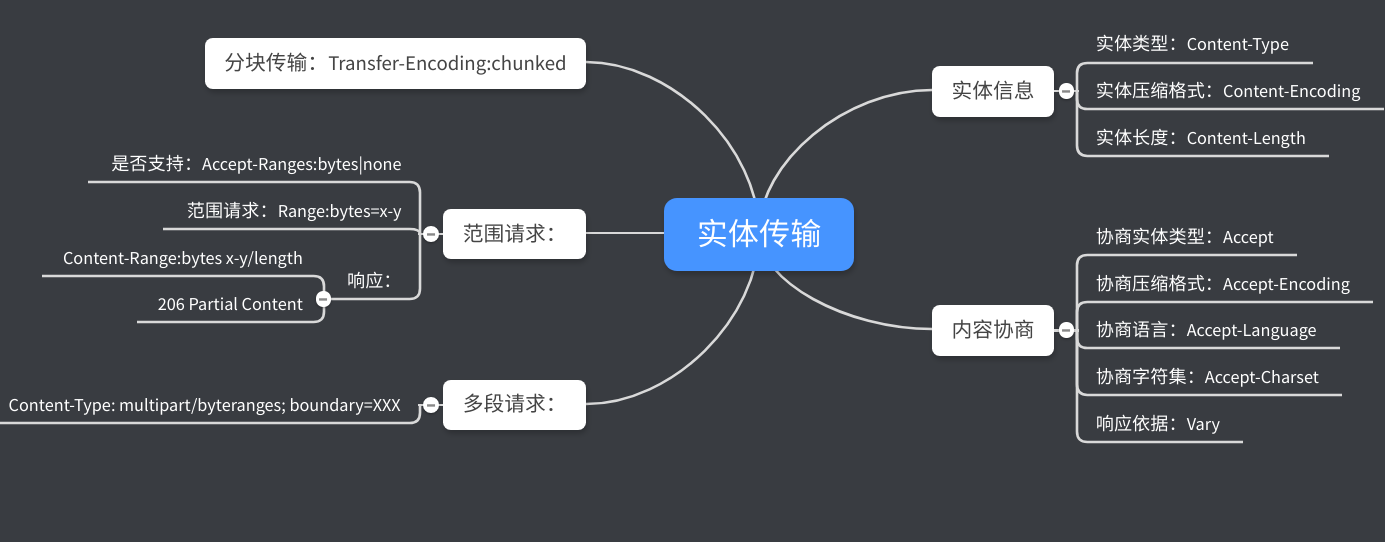 实体传输
分块传输：Transfer-Encoding:chunked
范围请求：
是否支持：Accept-Ranges:bytes|none
范围请求：Range:bytes=x-y
响应：
Content-Range:bytes x-y/length
206 Partial Content
多段请求：
Content-Type: multipart/byteranges; boundary=XXX
实体信息
实体类型：Content-Type
实体压缩格式：Content-Encoding
实体长度：Content-Length
内容协商
协商实体类型：Accept
协商压缩格式：Accept-Encoding
协商语言：Accept-Language
协商字符集：Accept-Charset
响应依据：Vary